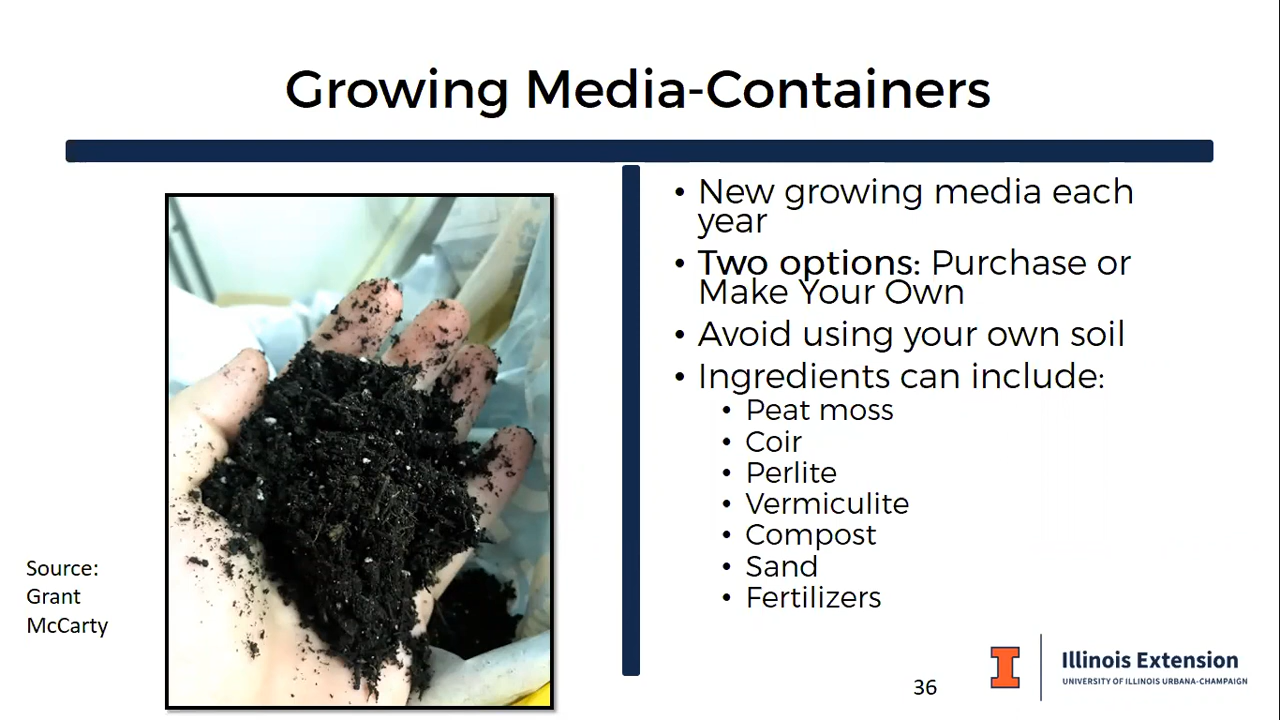 Growing Media-Containers
• New growing media each
year
• Two options: Purchase or
Make Your Own
• Avoid using your own soil
• Ingredients can include:
• Peat moss
• Coir
• Perlite
• Vermiculite
• Compost
• Sand
• Fertilizers
Source:
Grant
McCarty
36
I
Illinois Extension
UNIVERSITY OF ILLINOIS URBANA-CHAMPAIGN